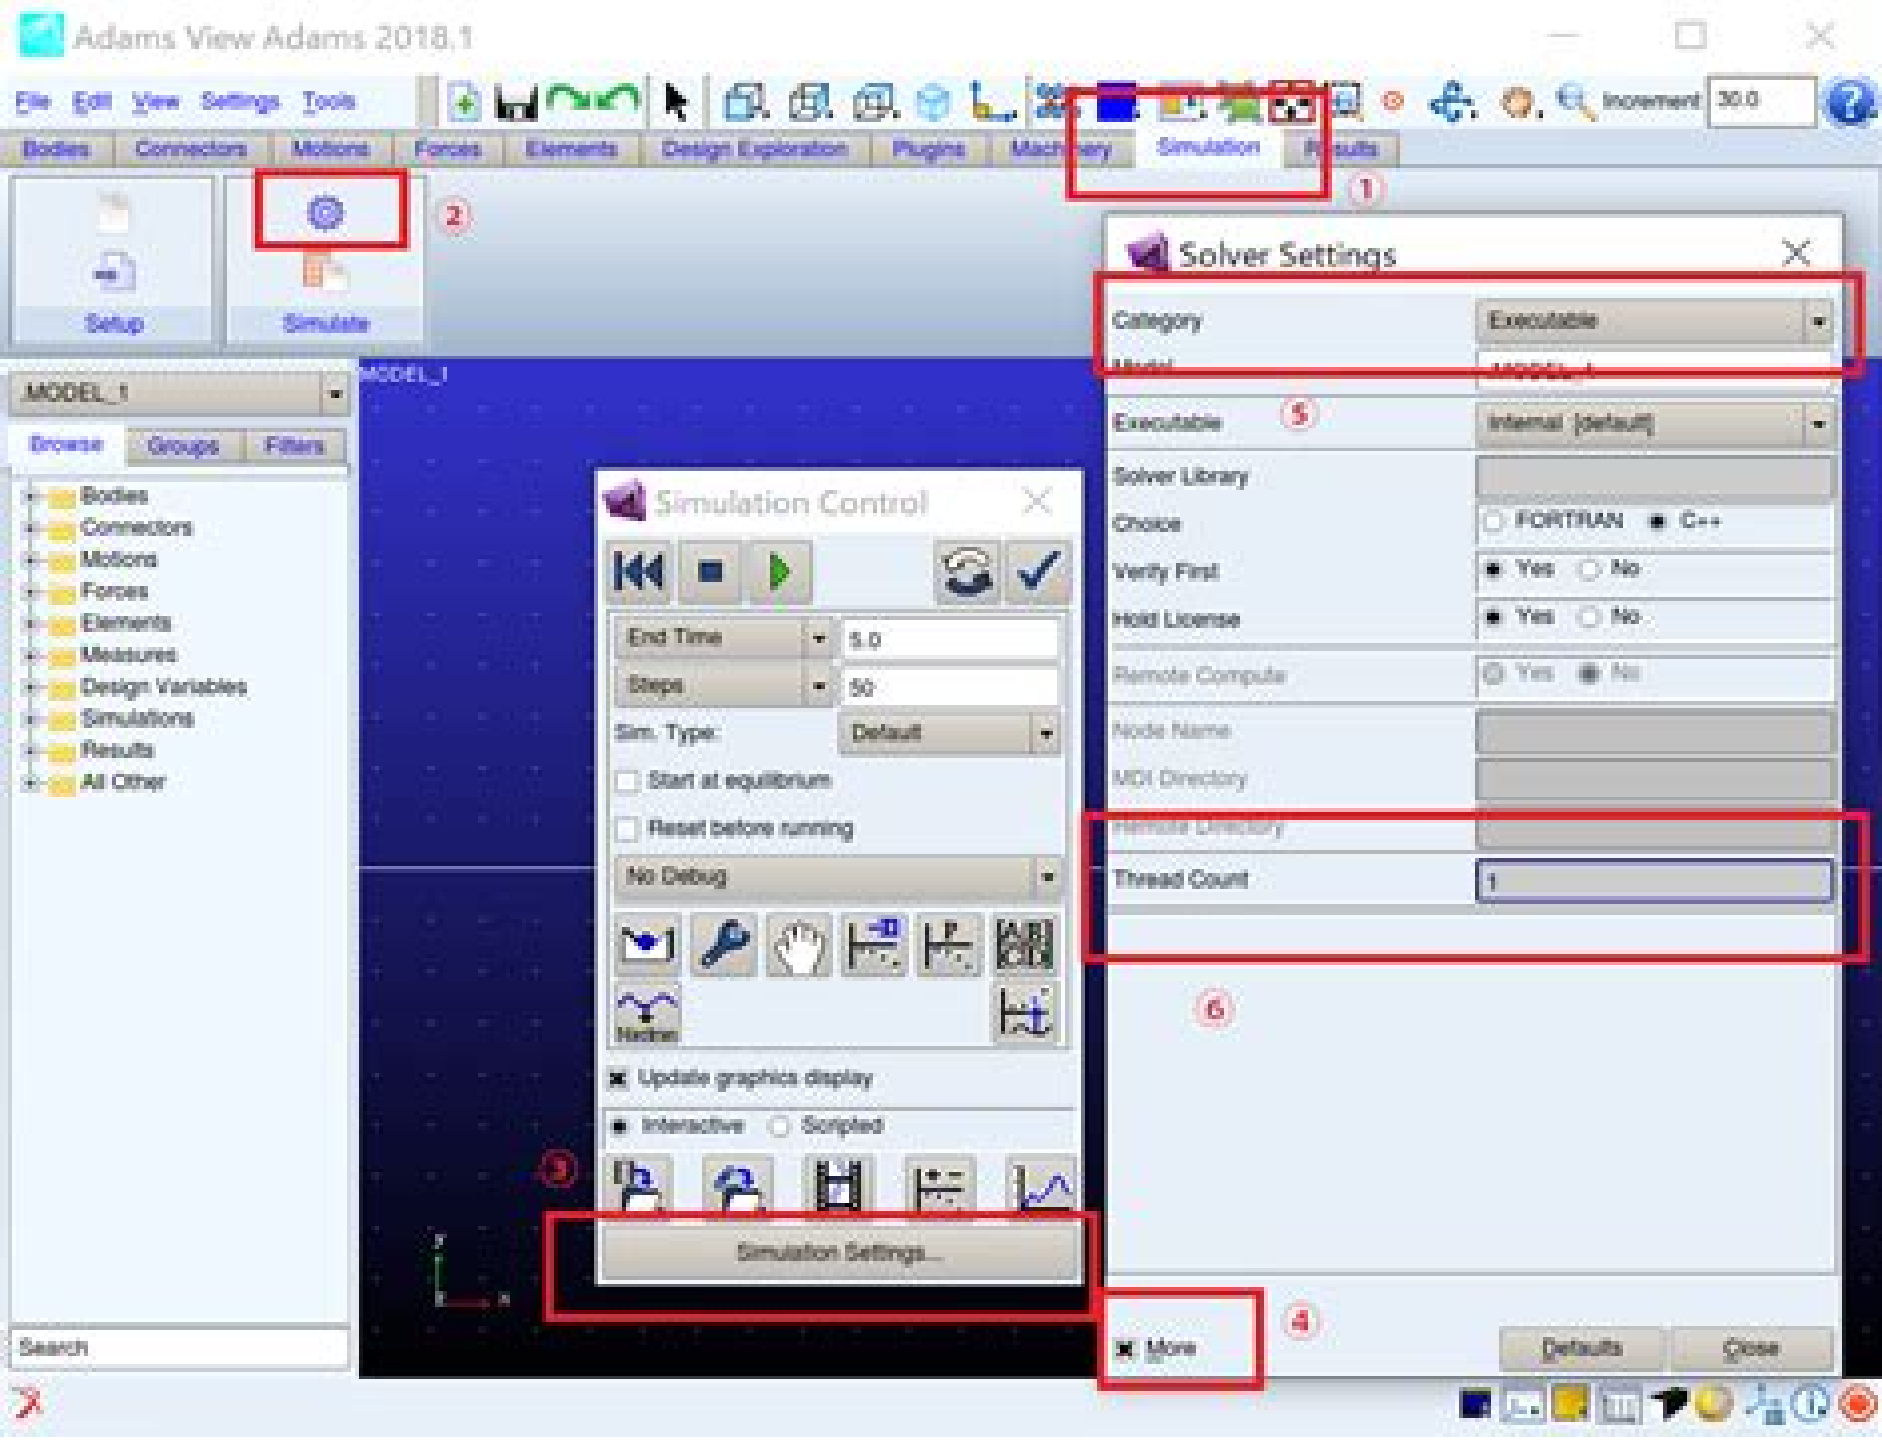 Adams View Adams 2018.1
File Edit View Settings Tools
Increment 30.0
Bodies Connectors Motions Forces Elements Design Exploration Plugins Machinery Simulation Results
①
②
Setup Simulate
MODEL_1
.MODEL_1
Browse Groups Filters
Bodies
Connectors
Motions
Forces
Elements
Measures
Design Variables
Simulations
Results
All Other
Search
Simulation Control
End Time 5.0
Steps 50
Sim. Type: Default
Start at equilibrium
Reset before running
No Debug
P
Nastran
Update graphics display
Interactive Scripted
③
Simulation Settings...
Solver Settings
Category Executable
Model .MODEL_1
Executable Internal [default]
⑤
Solver Library
Choice FORTRAN C++
Verify First Yes No
Hold License Yes No
Remote Compute Yes No
Node Name
MDI Directory
Remote Directory
Thread Count 1
⑥
④
More Defaults Close